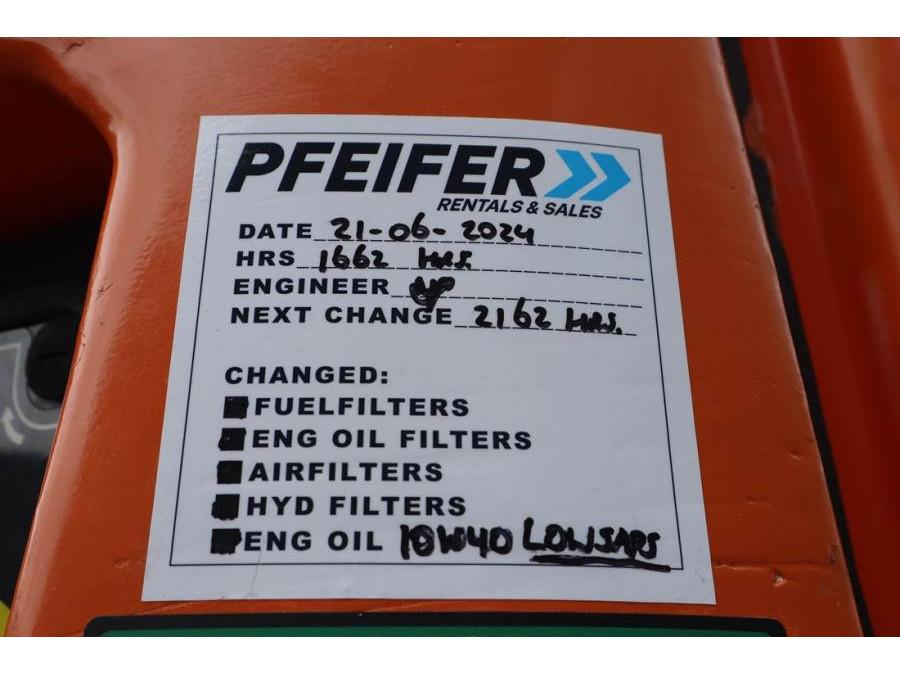 PFEIFER
RENTALS & SALES
DATE 21-06-2024
HRS 1662 HRS.
ENGINEER
NEXT CHANGE 2162 HRS.
CHANGED:
FUELFILTERS
ENG OIL FILTERS
AIRFILTERS
HYD FILTERS
ENG OIL 10W40 LOWSAPS